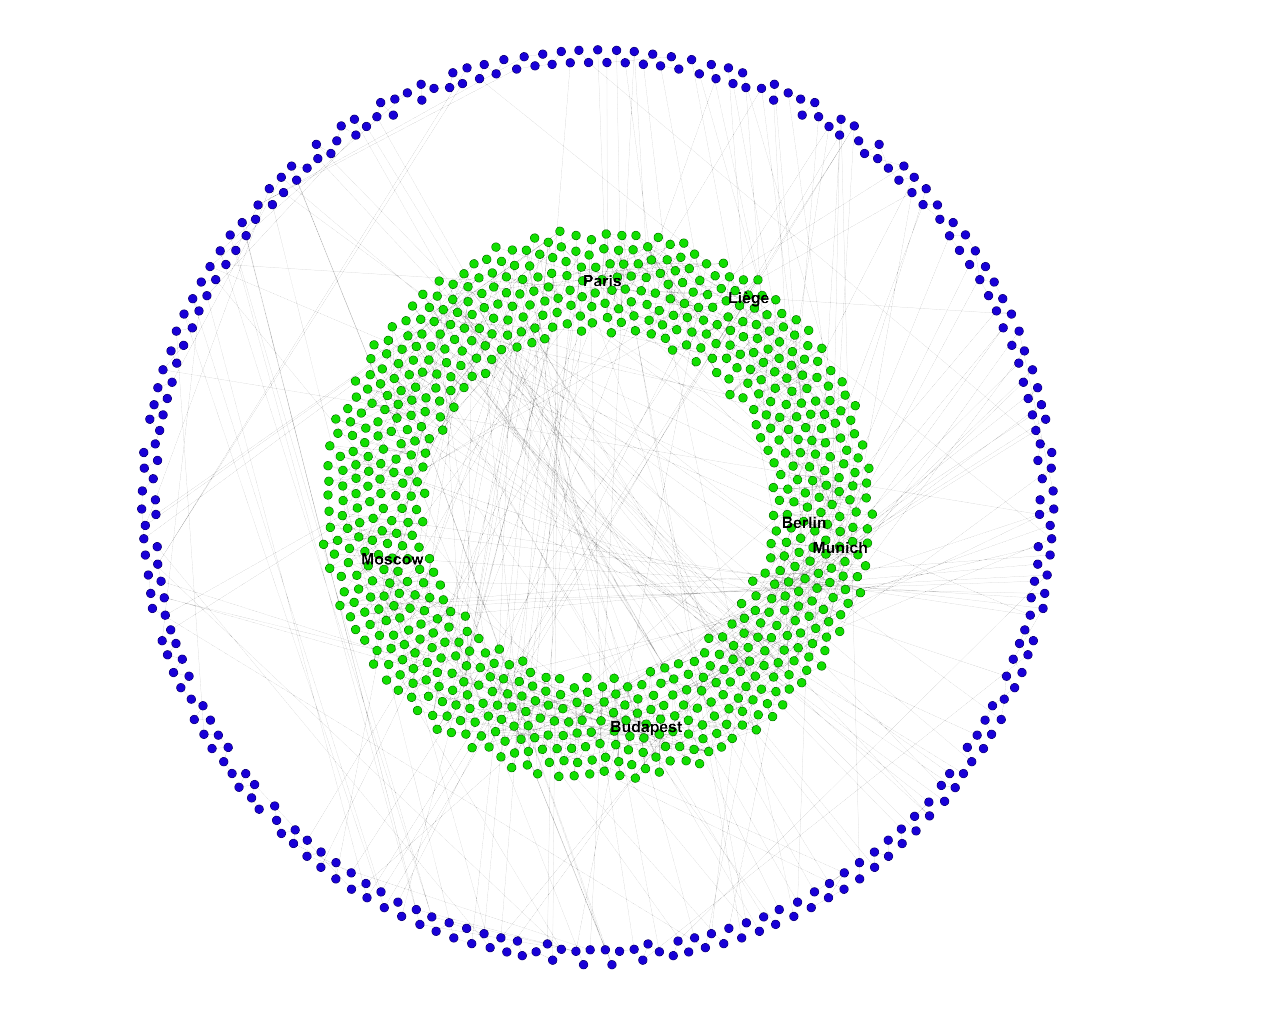 Paris
Liege
Berlin
Munich
Moscow
Budapest